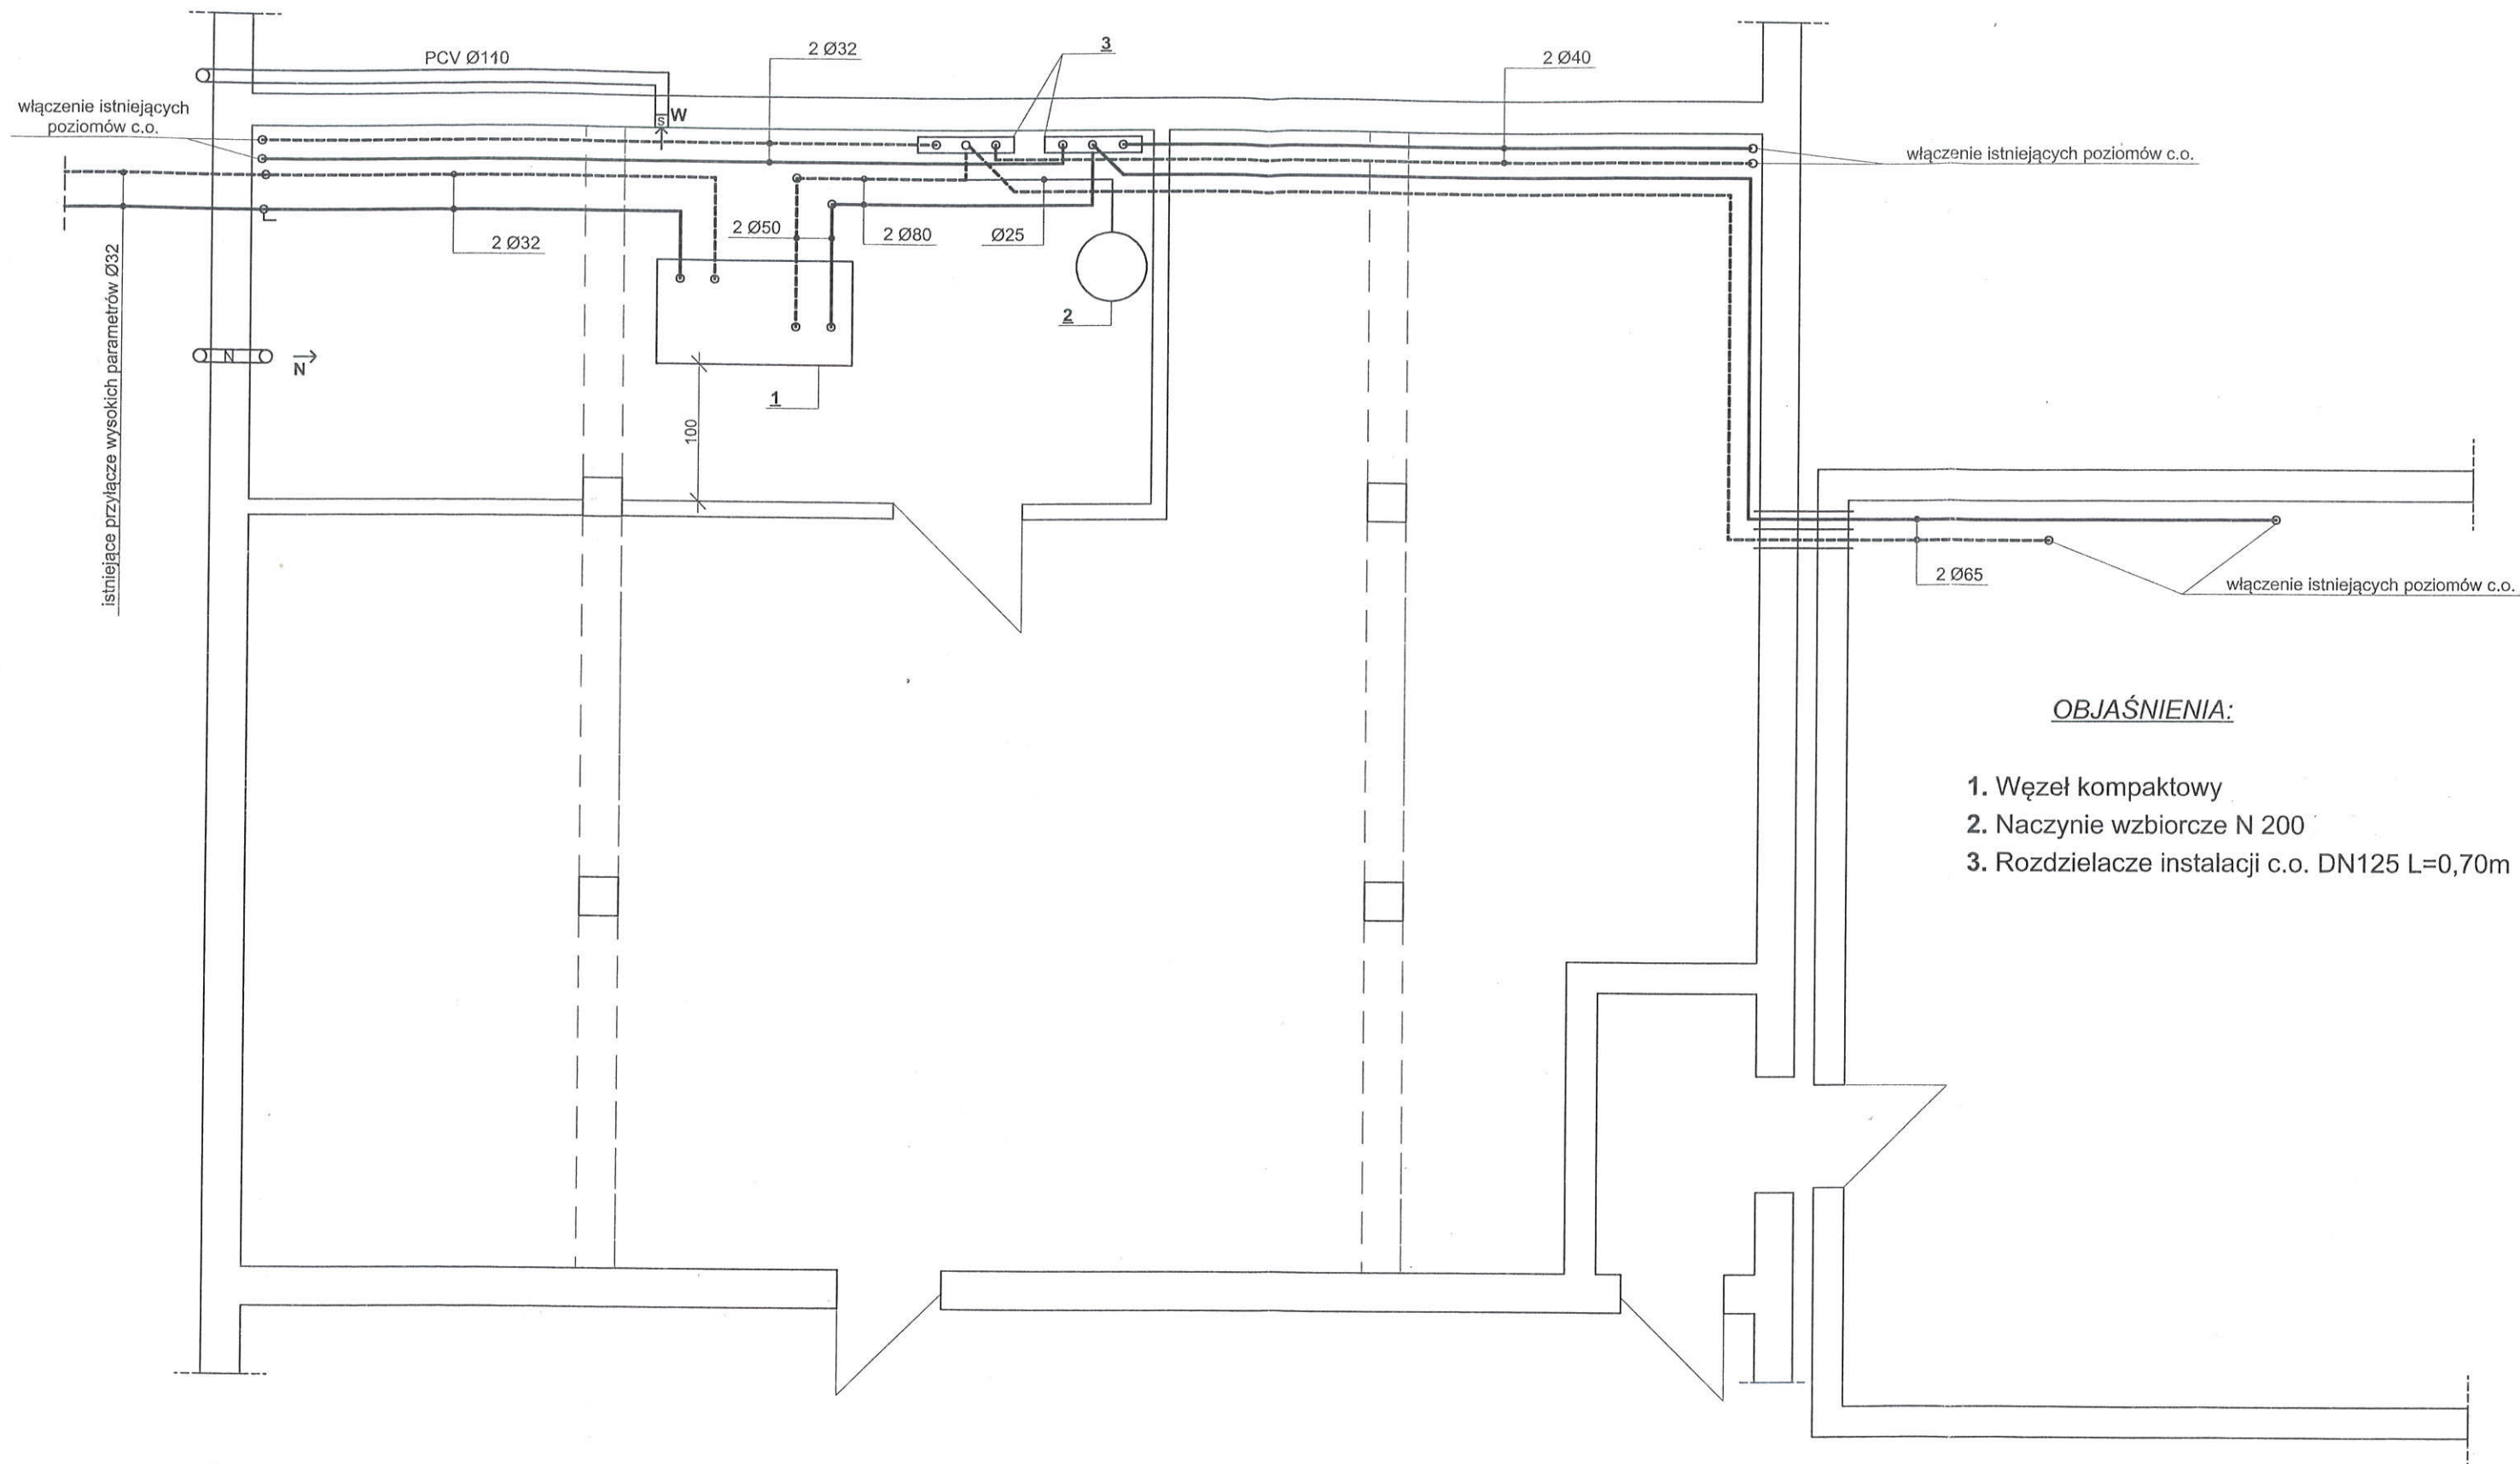 PCV Ø110
2 Ø32
3
2 Ø40
włączenie istniejących
poziomów c.o.
W
S
włączenie istniejących poziomów c.o.
istniejące przyłącze wysokich parametrów Ø32
2 Ø32
2 Ø50
2 Ø80
Ø25
2
N
N
1
100
2 Ø65
włączenie istniejących poziomów c.o.
OBJAŚNIENIA:
1. Węzeł kompaktowy
2. Naczynie wzbiorcze N 200
3. Rozdzielacze instalacji c.o. DN125 L=0,70m